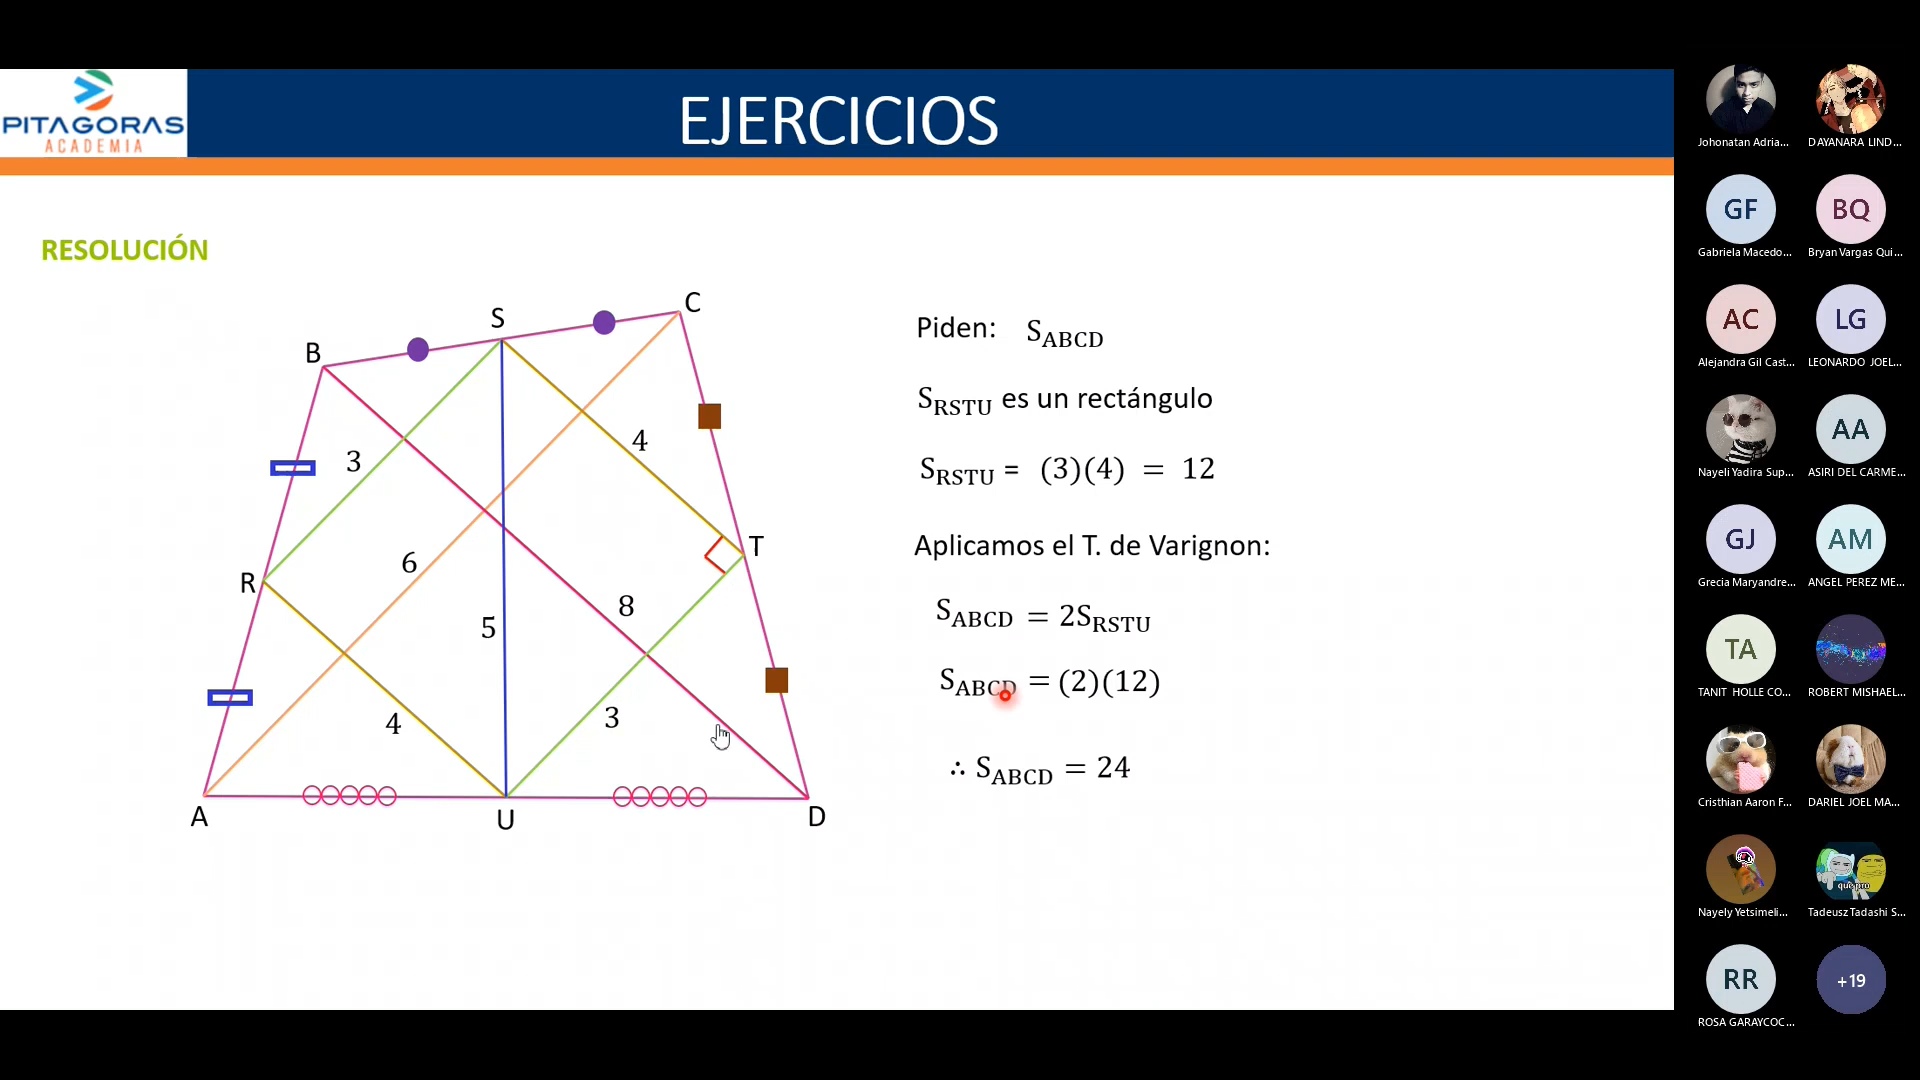 PITAGORAS
ACADEMIA
EJERCICIOS
RESOLUCIÓN
B
S
C
3
4
R
6
T
5
8
4
3
A
U
D
Piden: S_ABCD
S_RSTU es un rectángulo
S_RSTU = (3)(4) = 12
Aplicamos el T. de Varignon:
S_ABCD = 2S_RSTU
S_ABCD = (2)(12)
∴ S_ABCD = 24
Johonatan Adria...
DAYANARA LIND...
GF
BQ
Gabriela Macedo...
Bryan Vargas Qui...
AC
LG
Alejandra Gil Cast...
LEONARDO JOEL...
AA
Nayeli Yadira Sup...
ASIRI DEL CARME...
GJ
AM
Grecia Maryandre...
ANGEL PEREZ ME...
TA
TANIT HOLLE CO...
ROBERT MISHAEL...
Cristhian Aaron F...
DARIEL JOEL MA...
que pro
Nayely Yetsimeli...
Tadeusz Tadashi S...
RR
+19
ROSA GARAYCOC...